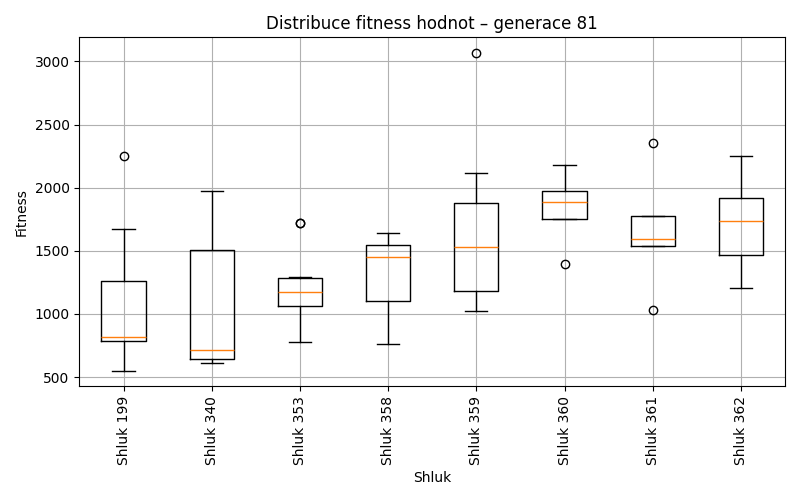 Distribuce fitness hodnot – generace 81
Fitness
3000
2500
2000
1500
1000
500
Shluk 199
Shluk 340
Shluk 353
Shluk 358
Shluk 359
Shluk 360
Shluk 361
Shluk 362
Shluk